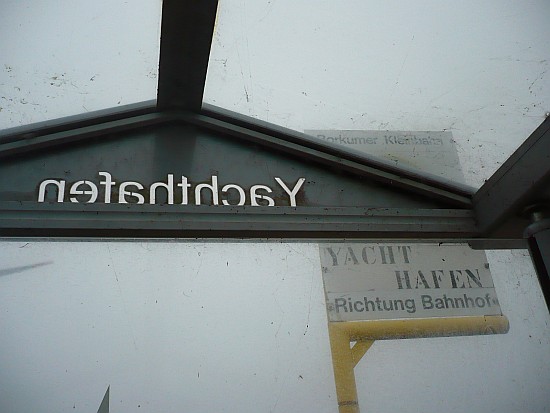 Borkumer Kleinbahn
Yachthafen
YACHT
HAFEN
Richtung Bahnhof